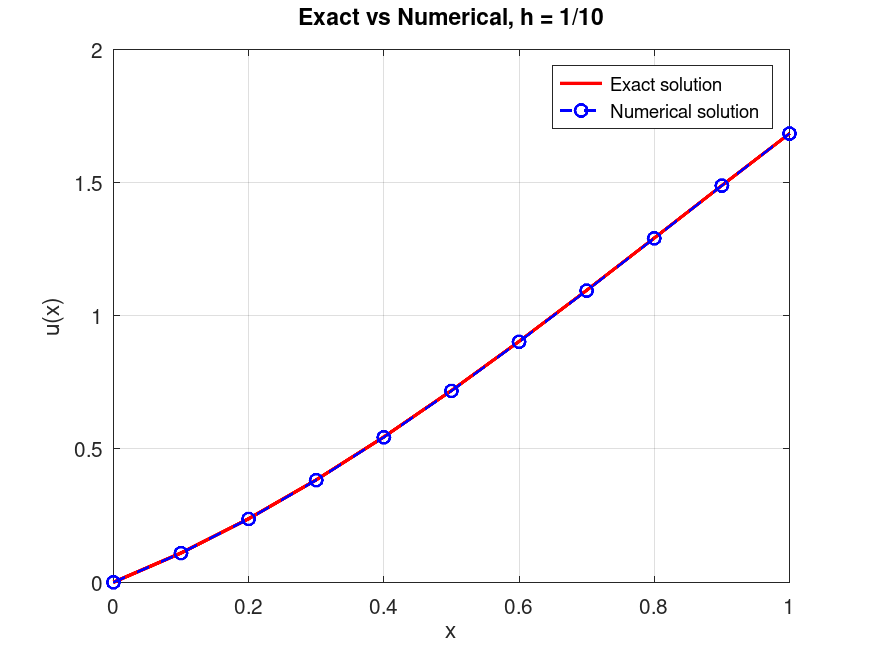 Exact vs Numerical, h = 1/10
Exact solution
Numerical solution
2
1.5
1
0.5
0
u(x)
0 0.2 0.4 0.6 0.8 1
x